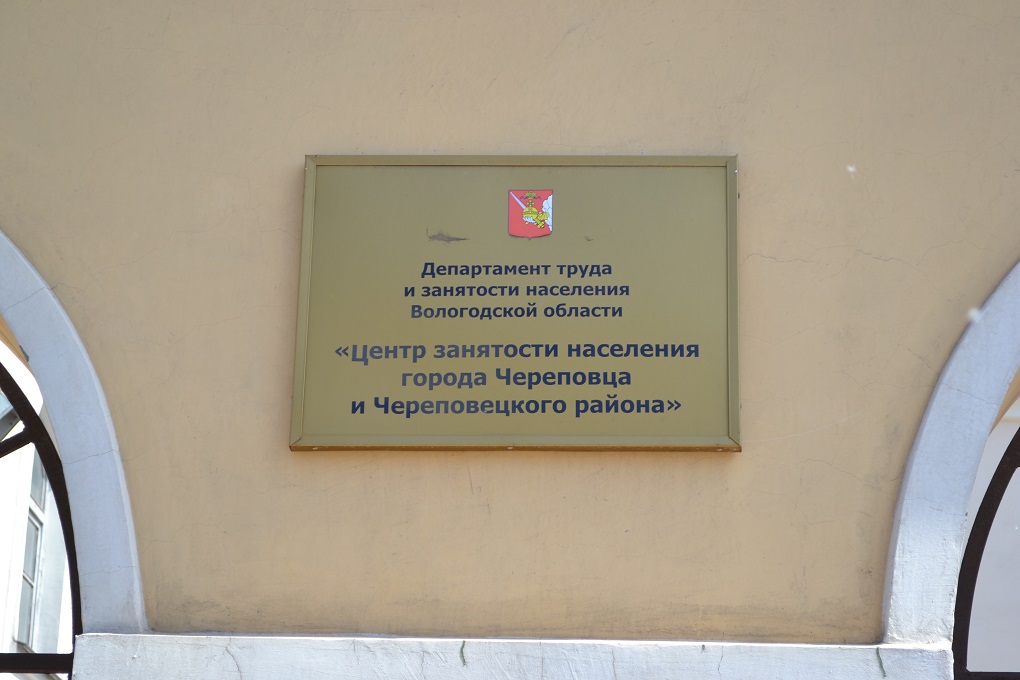 Департамент труда
и занятости населения
Вологодской области
«Центр занятости населения
города Череповца
и Череповецкого района»